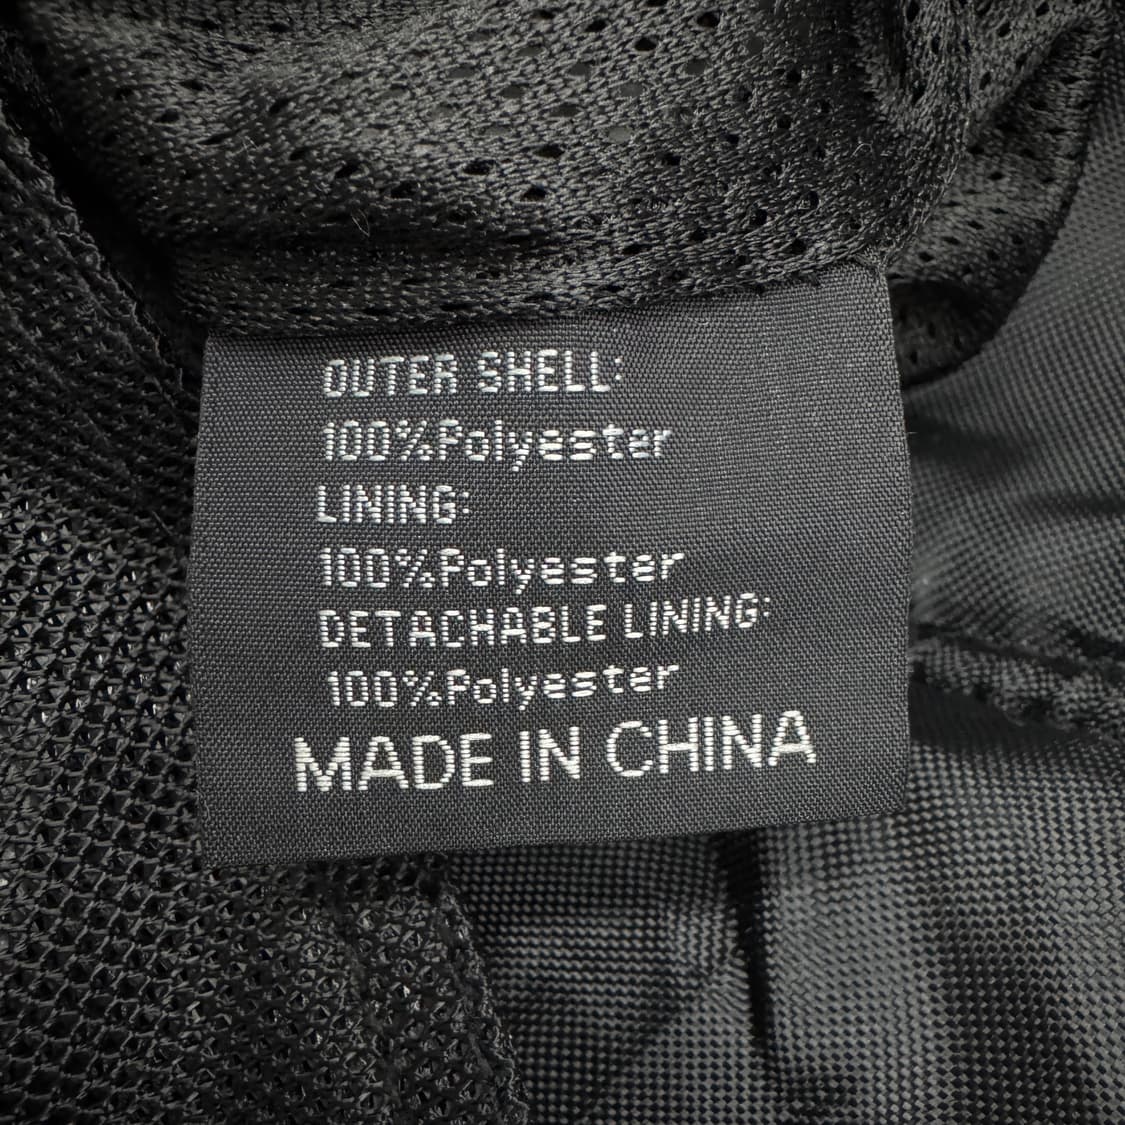 OUTER SHELL:
100%Polyester
LINING:
100%Polyester
DETACHABLE LINING:
100%Polyester
MADE IN CHINA